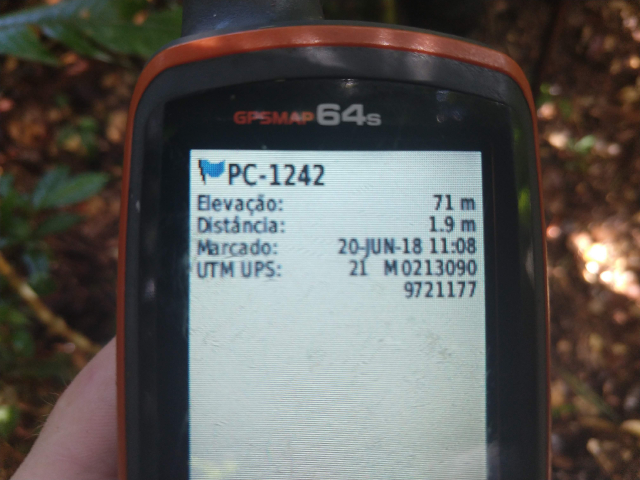 GPSMAP 64s
PC-1242
Elevação: 71 m
Distância: 1.9 m
Marcado: 20-JUN-18 11:08
UTM UPS: 21 M 0213090
9721177